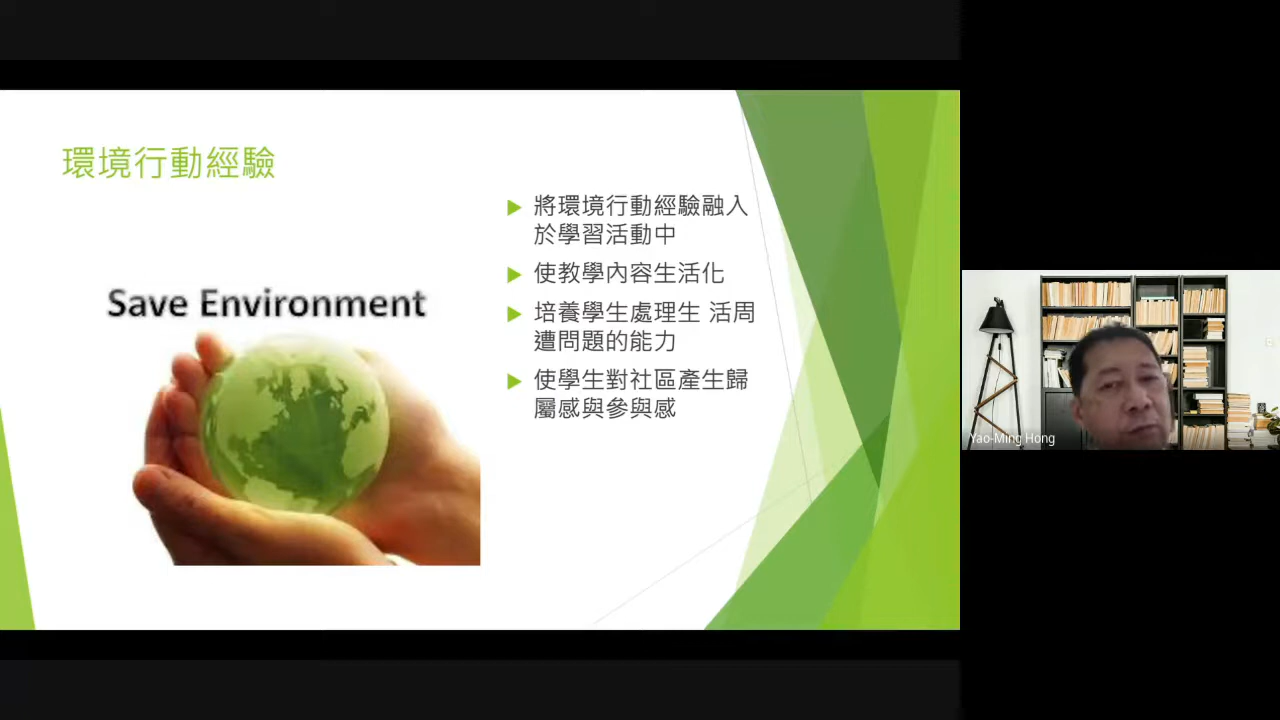 環境行動經驗
將環境行動經驗融入
於學習活動中
使教學內容生活化
培養學生處理生 活周
遭問題的能力
使學生對社區產生歸
屬感與參與感
Save Environment
Yao-Ming Hong